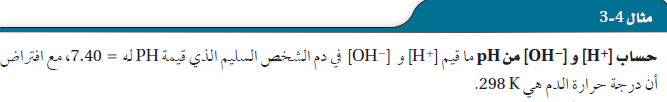 مثال 4-3
حساب [H⁺] و [OH⁻] من pH ما قيم [H⁺] و [OH⁻] في دم الشخص السليم الذي قيمة PH له = 7.40، مع افتراض
أن درجة حرارة الدم هي 298 K.